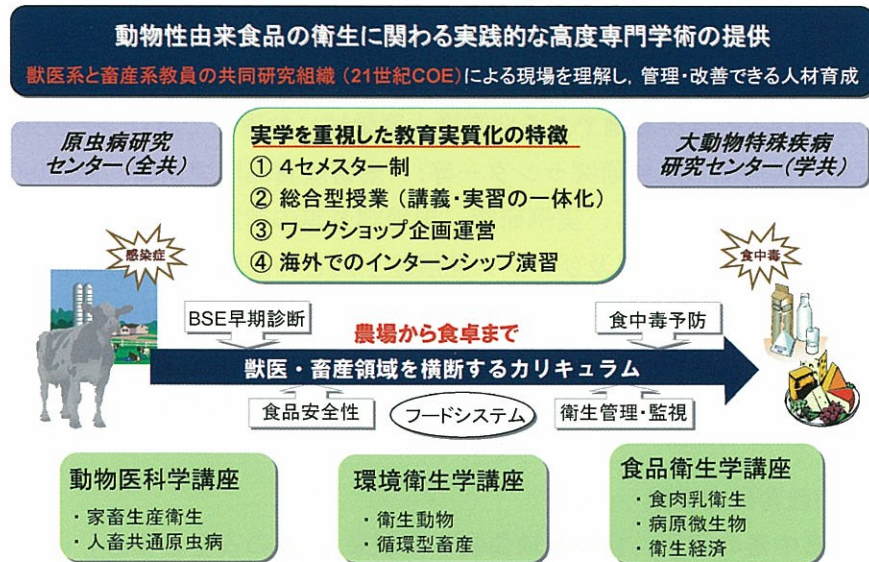 動物性由来食品の衛生に関わる実践的な高度専門学術の提供
獣医系と畜産系教員の共同研究組織（21世紀COE）による現場を理解し，管理・改善できる人材育成
原虫病研究
センター（全共）
実学を重視した教育実質化の特徴
① 4セメスター制
② 総合型授業（講義・実習の一体化）
③ ワークショップ企画運営
④ 海外でのインターンシップ演習
大動物特殊疾病
研究センター（学共）
感染症
食中毒
BSE早期診断
農場から食卓まで
食中毒予防
獣医・畜産領域を横断するカリキュラム
食品安全性
フードシステム
衛生管理・監視
動物医科学講座
・家畜生産衛生
・人畜共通原虫病
環境衛生学講座
・衛生動物
・循環型畜産
食品衛生学講座
・食肉乳衛生
・病原微生物
・衛生経済